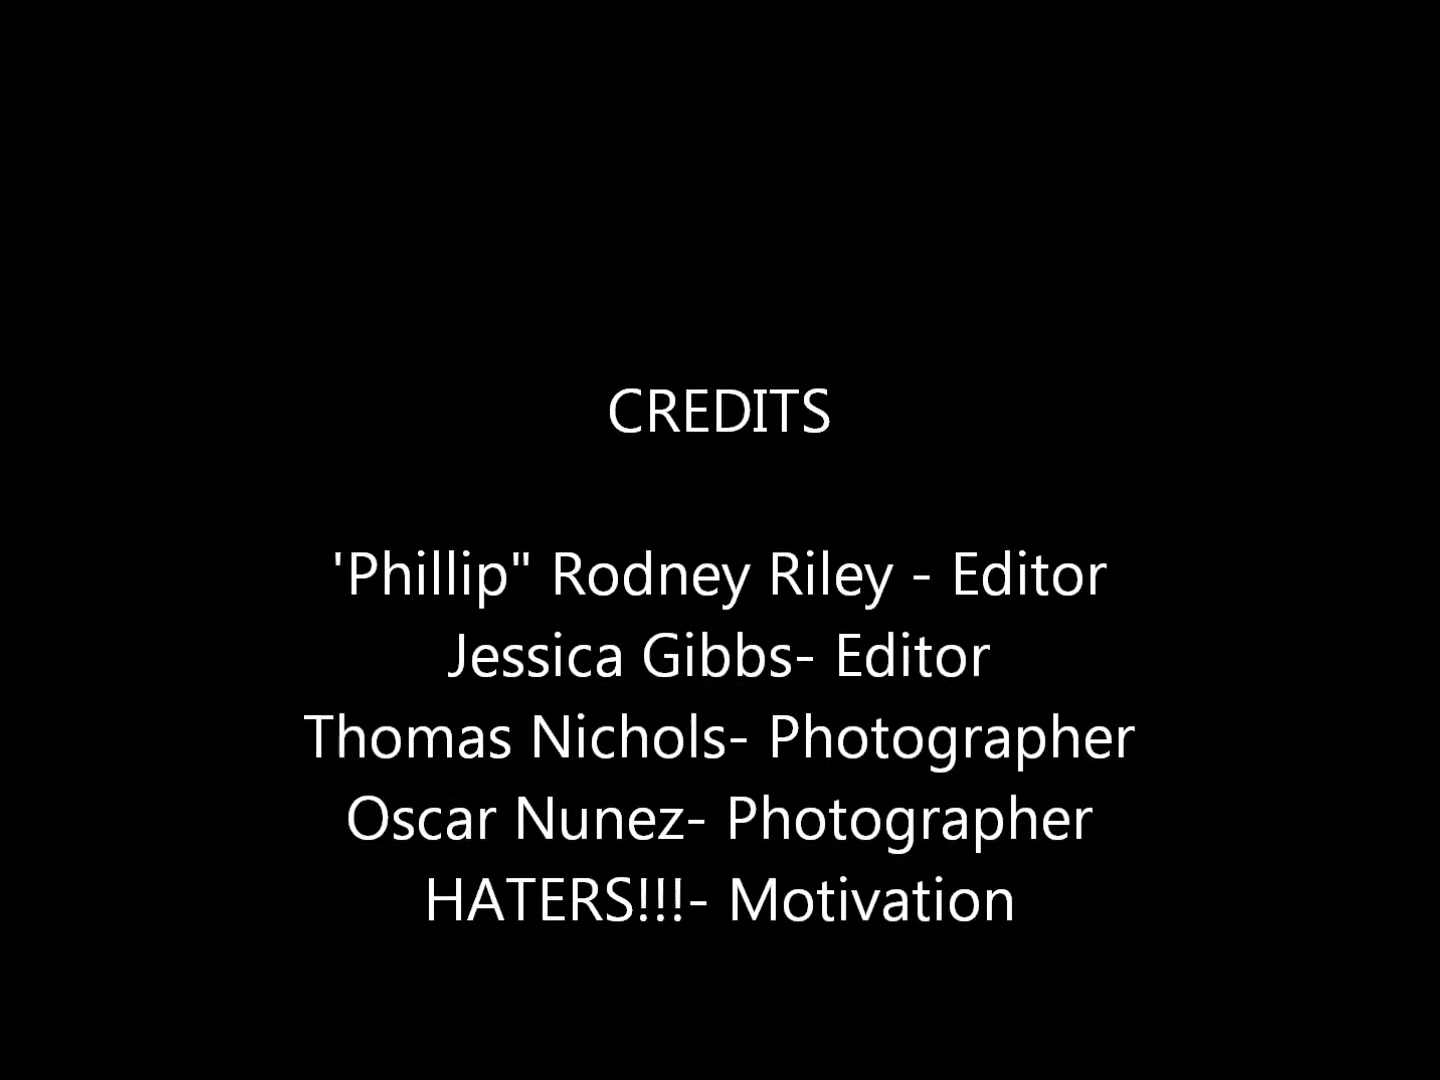 CREDITS
'Phillip" Rodney Riley - Editor
Jessica Gibbs- Editor
Thomas Nichols- Photographer
Oscar Nunez- Photographer
HATERS!!!- Motivation